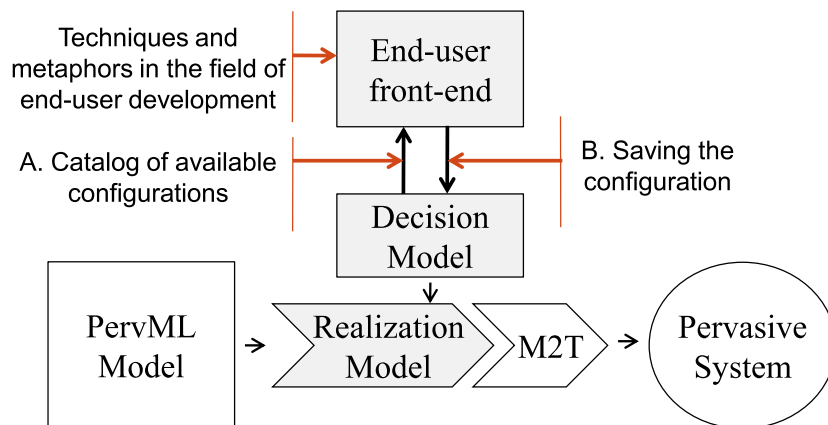 Techniques and
metaphors in the field of
end-user development
End-user
front-end
A. Catalog of available
configurations
B. Saving the
configuration
Decision
Model
PervML
Model
Realization
Model
M2T
Pervasive
System